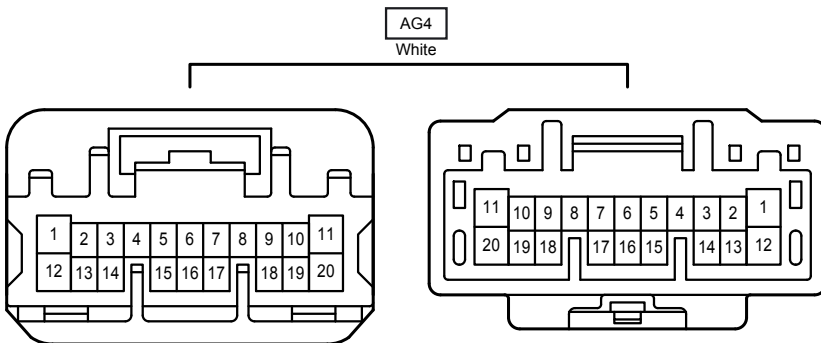 AG4
White
1 2 3 4 5 6 7 8 9 10 11
12 13 14 15 16 17 18 19 20
11 10 9 8 7 6 5 4 3 2 1
20 19 18 17 16 15 14 13 12